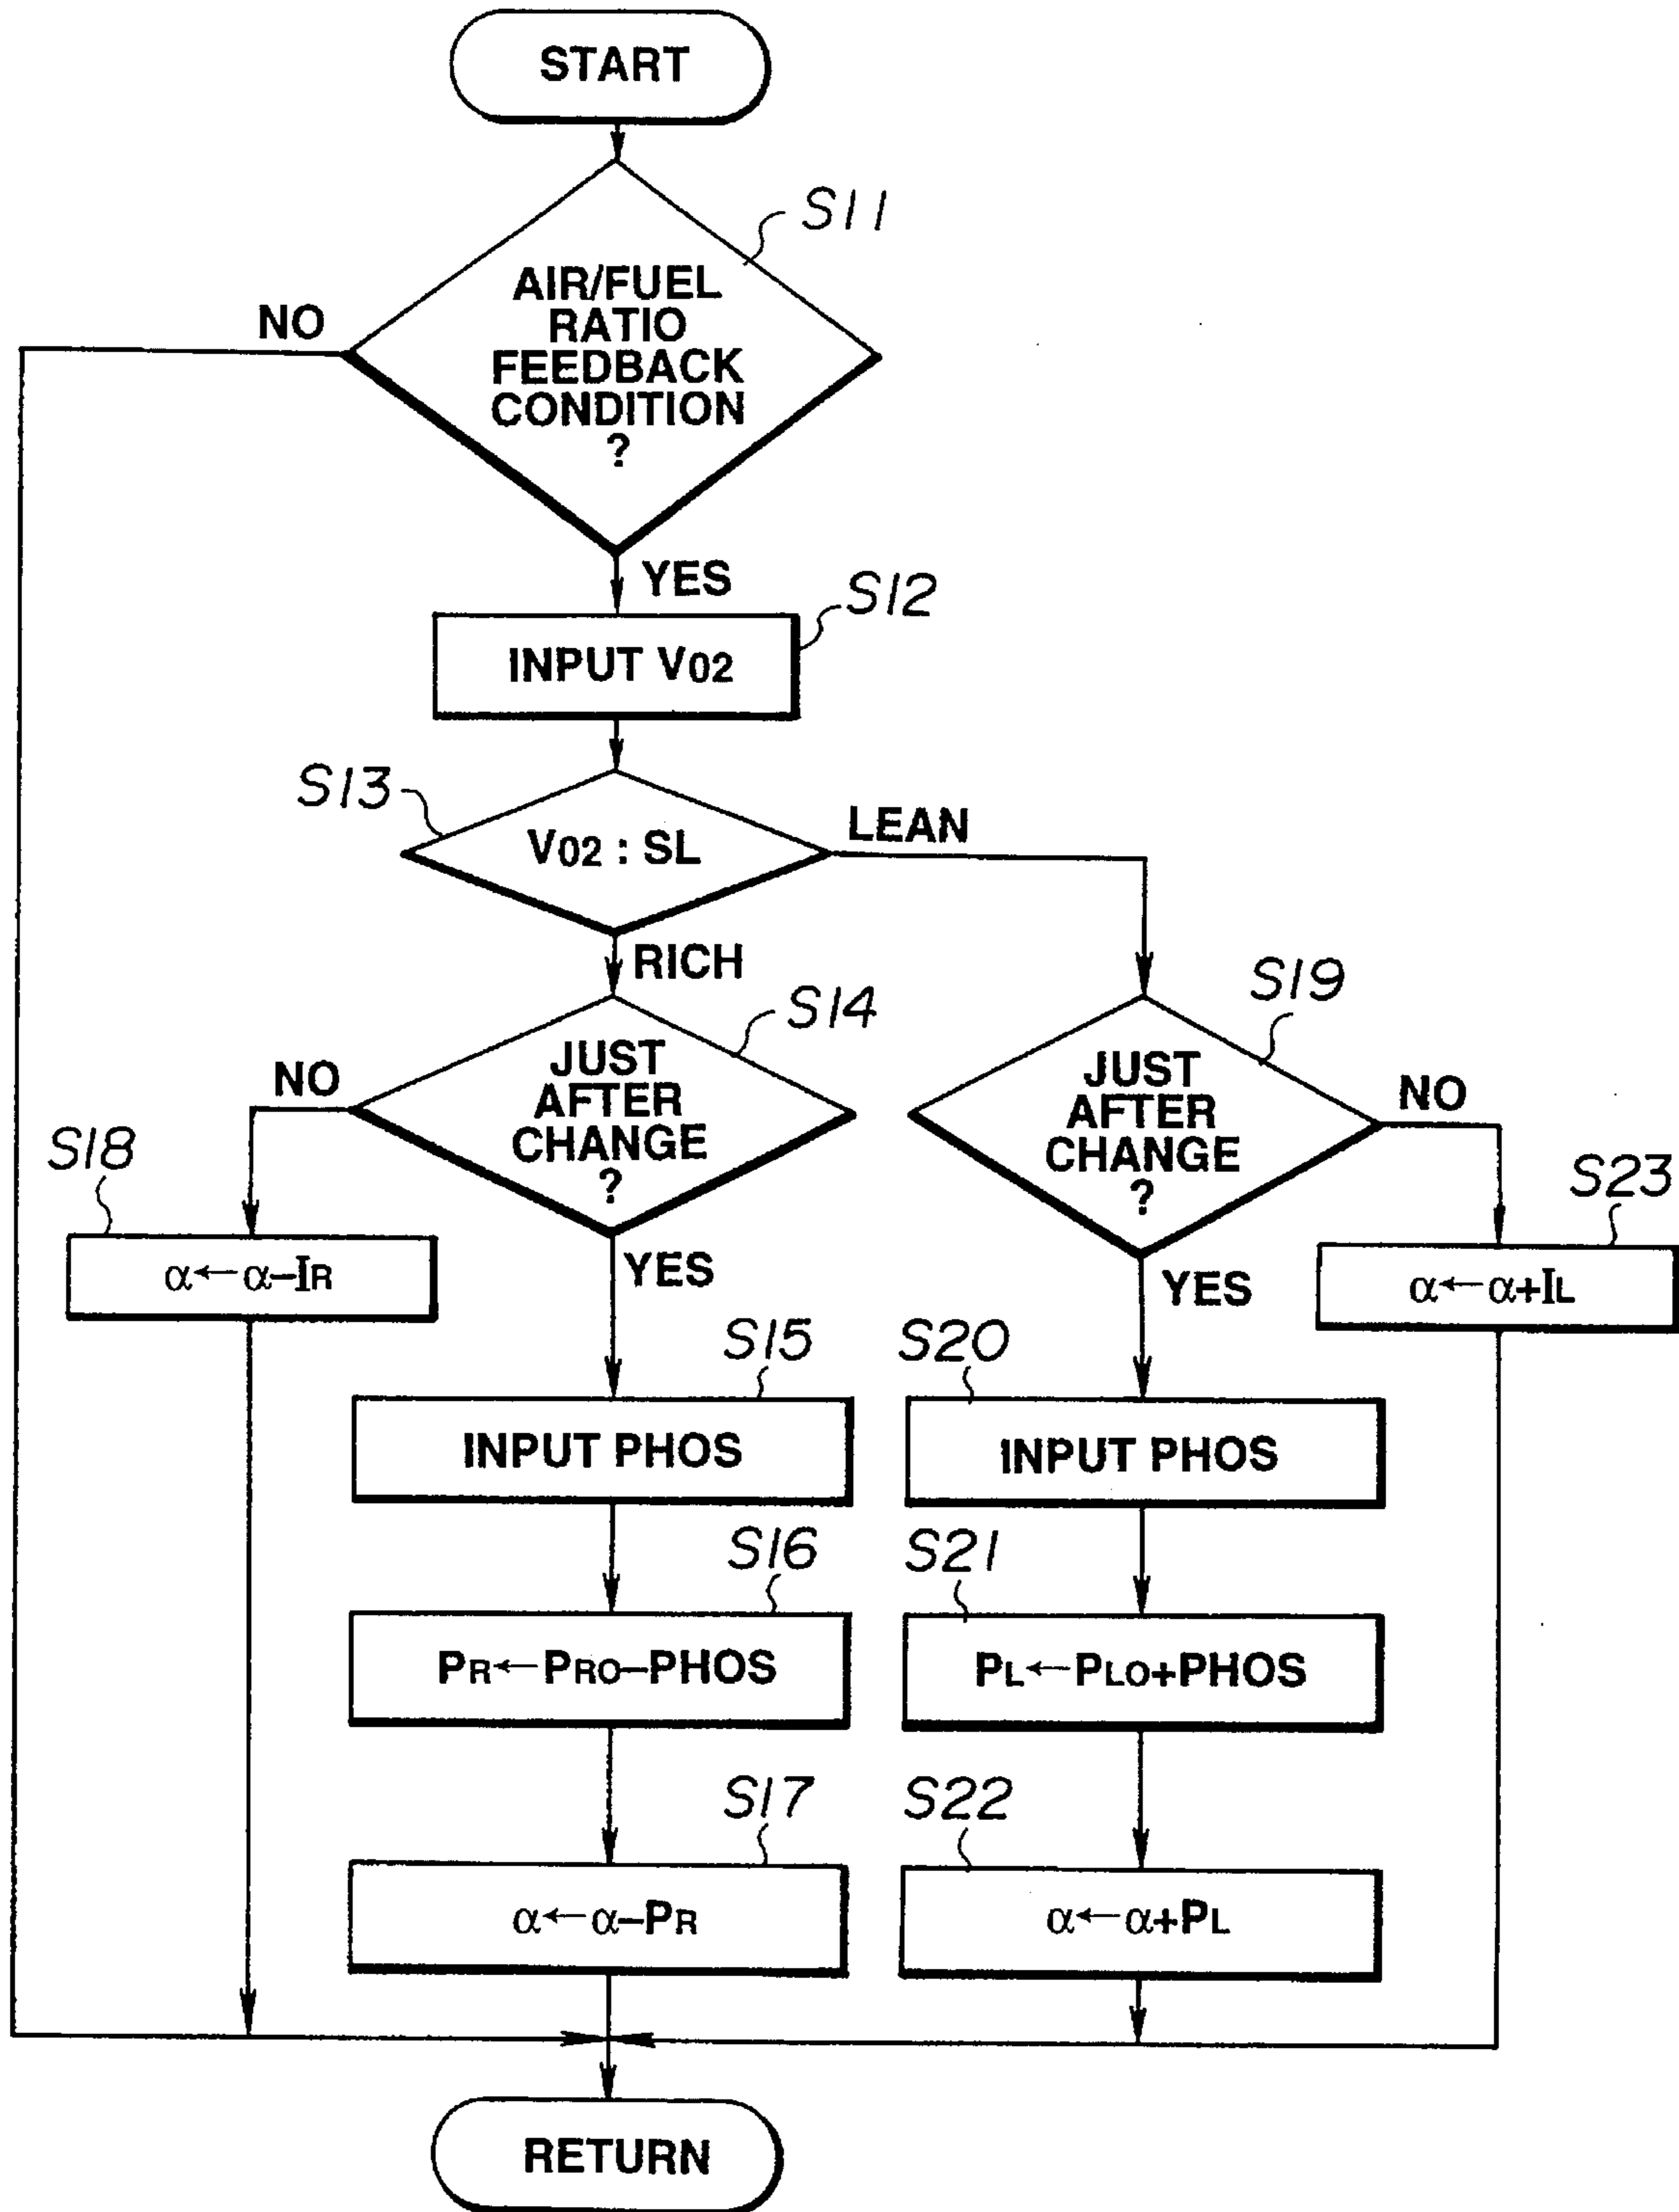 START
S11
AIR/FUEL
RATIO
FEEDBACK
CONDITION
?
NO
YES
S12
INPUT V02
S13
V02 : SL
LEAN
RICH
S14
JUST
AFTER
CHANGE
?
NO
YES
S19
JUST
AFTER
CHANGE
?
NO
YES
S18
α←α−IR
S23
α←α+IL
S15
INPUT PHOS
S20
INPUT PHOS
S16
PR←PRO−PHOS
S21
PL←PLO+PHOS
S17
α←α−PR
S22
α←α+PL
RETURN